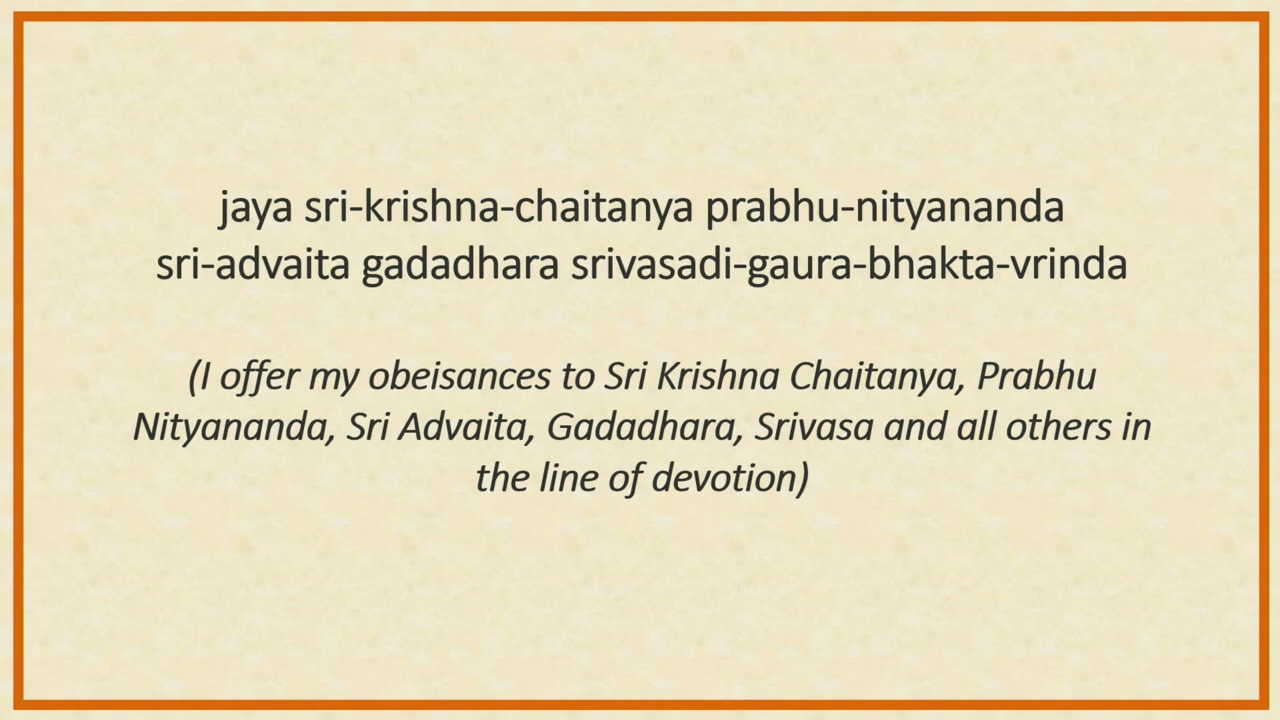 jaya sri-krishna-chaitanya prabhu-nityananda
sri-advaita gadadhara srivasadi-gaura-bhakta-vrinda
(I offer my obeisances to Sri Krishna Chaitanya, Prabhu
Nityananda, Sri Advaita, Gadadhara, Srivasa and all others in
the line of devotion)